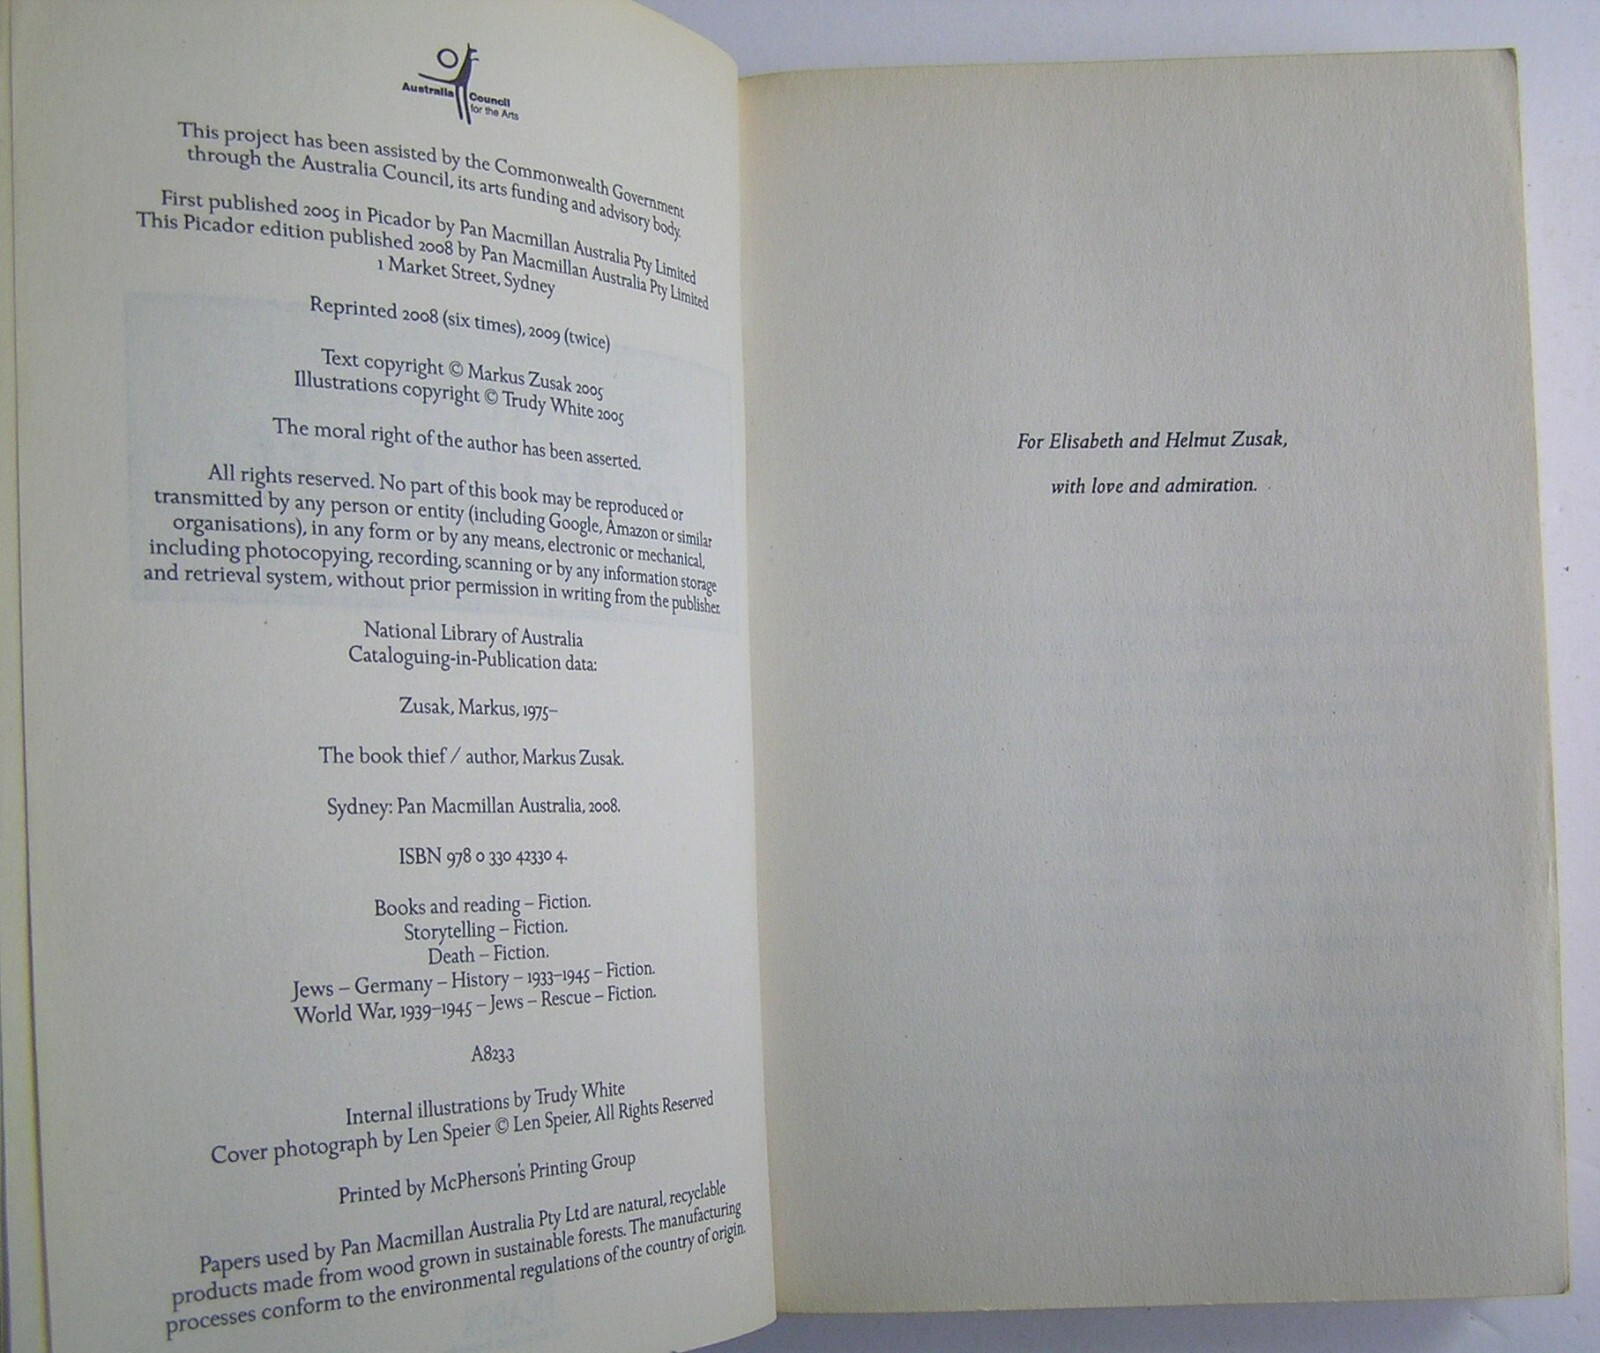 Australia Council
for the Arts
This project has been assisted by the Commonwealth Government
through the Australia Council, its arts funding and advisory body.
First published 2005 in Picador by Pan Macmillan Australia Pty Limited
This Picador edition published 2008 by Pan Macmillan Australia Pty Limited
1 Market Street, Sydney
Reprinted 2008 (six times), 2009 (twice)
Text copyright © Markus Zusak 2005
Illustrations copyright © Trudy White 2005
The moral right of the author has been asserted.
All rights reserved. No part of this book may be reproduced or
transmitted by any person or entity (including Google, Amazon or similar
organisations), in any form or by any means, electronic or mechanical,
including photocopying, recording, scanning or by any information storage
and retrieval system, without prior permission in writing from the publisher.
National Library of Australia
Cataloguing-in-Publication data:
Zusak, Markus, 1975–
The book thief / author, Markus Zusak.
Sydney: Pan Macmillan Australia, 2008.
ISBN 978 0 330 42330 4.
Books and reading – Fiction.
Storytelling – Fiction.
Death – Fiction.
Jews – Germany – History – 1933–1945 – Fiction.
World War, 1939–1945 – Jews – Rescue – Fiction.
A823.3
Internal illustrations by Trudy White
Cover photograph by Len Speier © Len Speier, All Rights Reserved
Printed by McPherson's Printing Group
Papers used by Pan Macmillan Australia Pty Ltd are natural, recyclable
products made from wood grown in sustainable forests. The manufacturing
processes conform to the environmental regulations of the country of origin.
For Elisabeth and Helmut Zusak,
with love and admiration.